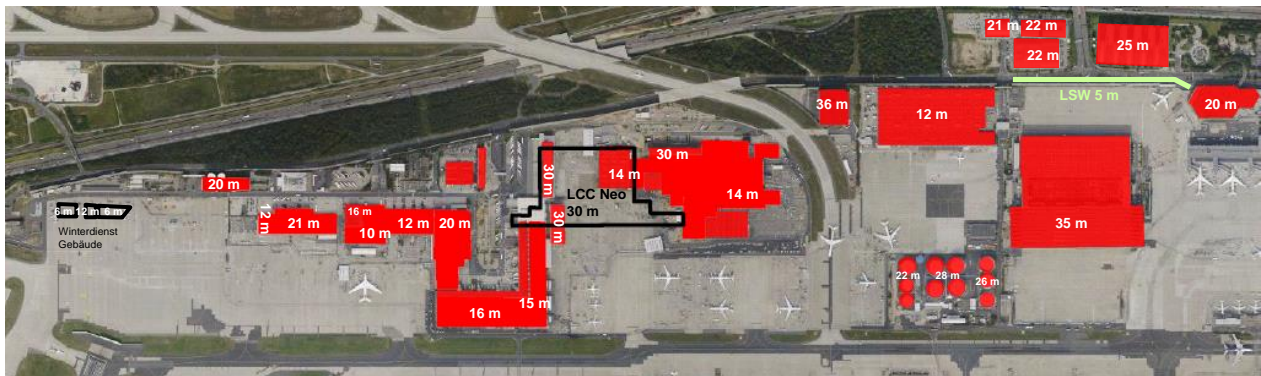 21 m
22 m
22 m
25 m
LSW 5 m
36 m
12 m
20 m
30 m
30 m
14 m
LCC Neo
30 m
14 m
20 m
6 m
12 m
6 m
Winterdienst
Gebäude
12 m
21 m
16 m
10 m
12 m
20 m
30 m
35 m
22 m
28 m
26 m
15 m
16 m